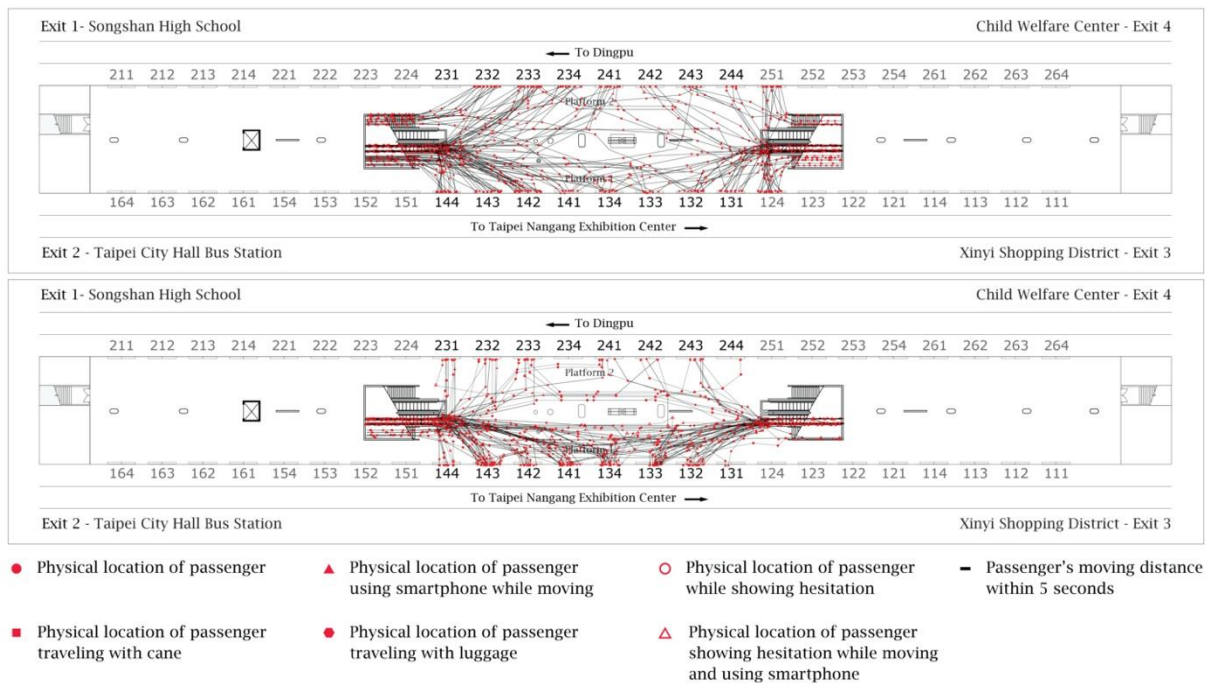 Exit 1- Songshan High School Child Welfare Center - Exit 4
To Dingpu
211 212 213 214 221 222 223 224 231 232 233 234 241 242 243 244 251 252 253 254 261 262 263 264
Platform 2
Platform 1
164 163 162 161 154 153 152 151 144 143 142 141 134 133 132 131 124 123 122 121 114 113 112 111
To Taipei Nangang Exhibition Center
Exit 2 - Taipei City Hall Bus Station Xinyi Shopping District - Exit 3
Exit 1- Songshan High School Child Welfare Center - Exit 4
To Dingpu
211 212 213 214 221 222 223 224 231 232 233 234 241 242 243 244 251 252 253 254 261 262 263 264
Platform 2
Platform 1
164 163 162 161 154 153 152 151 144 143 142 141 134 133 132 131 124 123 122 121 114 113 112 111
To Taipei Nangang Exhibition Center
Exit 2 - Taipei City Hall Bus Station Xinyi Shopping District - Exit 3
Physical location of passenger
Physical location of passenger
using smartphone while moving
Physical location of passenger
while showing hesitation
Passenger's moving distance
within 5 seconds
Physical location of passenger
traveling with cane
Physical location of passenger
traveling with luggage
Physical location of passenger
showing hesitation while moving
and using smartphone